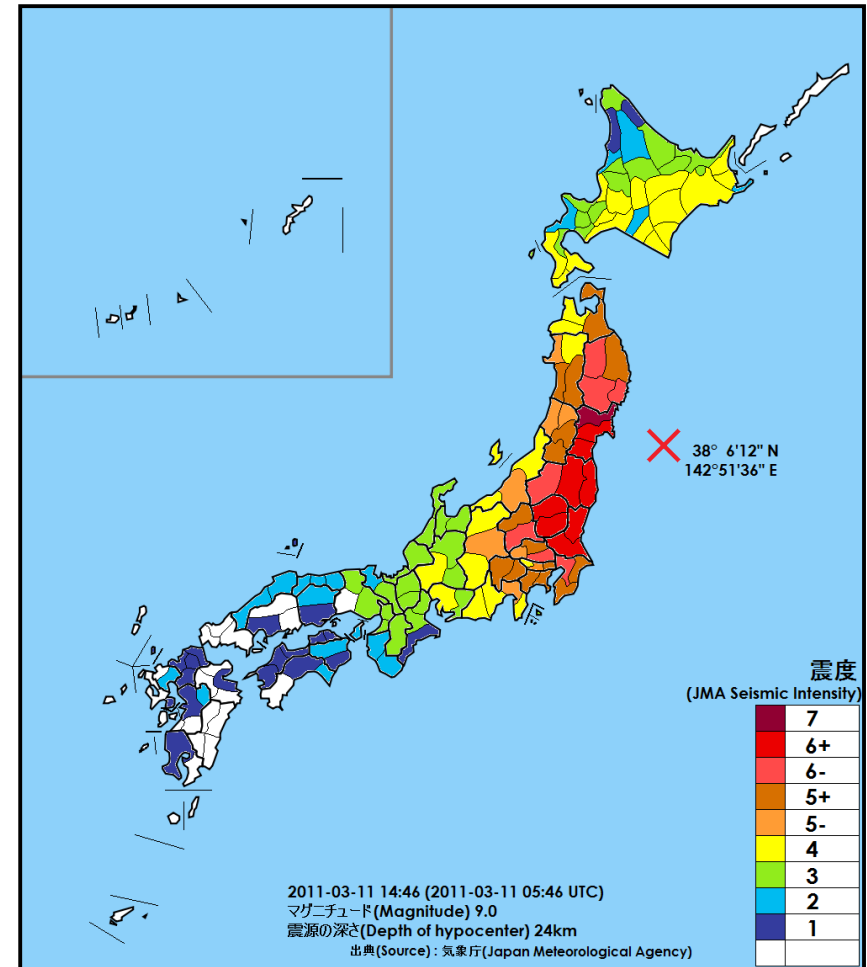 38° 6'12" N
142°51'36" E
震度
(JMA Seismic Intensity)
7
6+
6-
5+
5-
4
3
2
1
2011-03-11 14:46 (2011-03-11 05:46 UTC)
マグニチュード(Magnitude) 9.0
震源の深さ(Depth of hypocenter) 24km
出典(Source) : 気象庁(Japan Meteorological Agency)